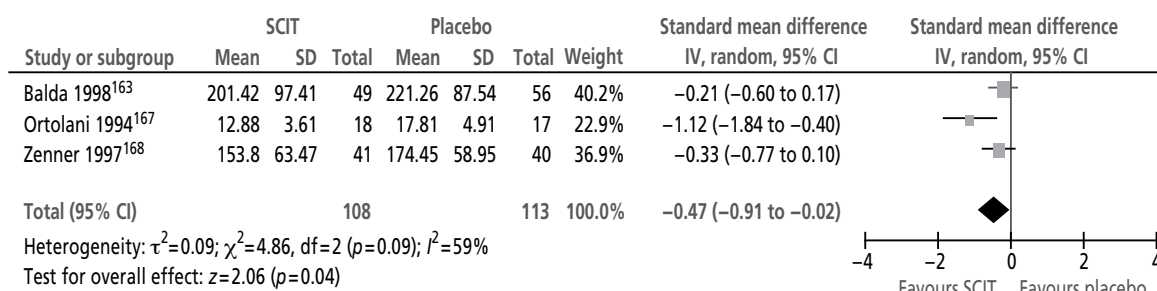 SCIT Placebo Standard mean difference Standard mean difference
Study or subgroup Mean SD Total Mean SD Total Weight IV, random, 95% CI IV, random, 95% CI
Balda 1998¹⁶³ 201.42 97.41 49 221.26 87.54 56 40.2% −0.21 (−0.60 to 0.17)
Ortolani 1994¹⁶⁷ 12.88 3.61 18 17.81 4.91 17 22.9% −1.12 (−1.84 to −0.40)
Zenner 1997¹⁶⁸ 153.8 63.47 41 174.45 58.95 40 36.9% −0.33 (−0.77 to 0.10)
Total (95% CI) 108 113 100.0% −0.47 (−0.91 to −0.02)
Heterogeneity: τ²=0.09; χ²=4.86, df=2 (p=0.09); I²=59%
Test for overall effect: z=2.06 (p=0.04)
−4 −2 0 2 4
Favours SCIT Favours placebo